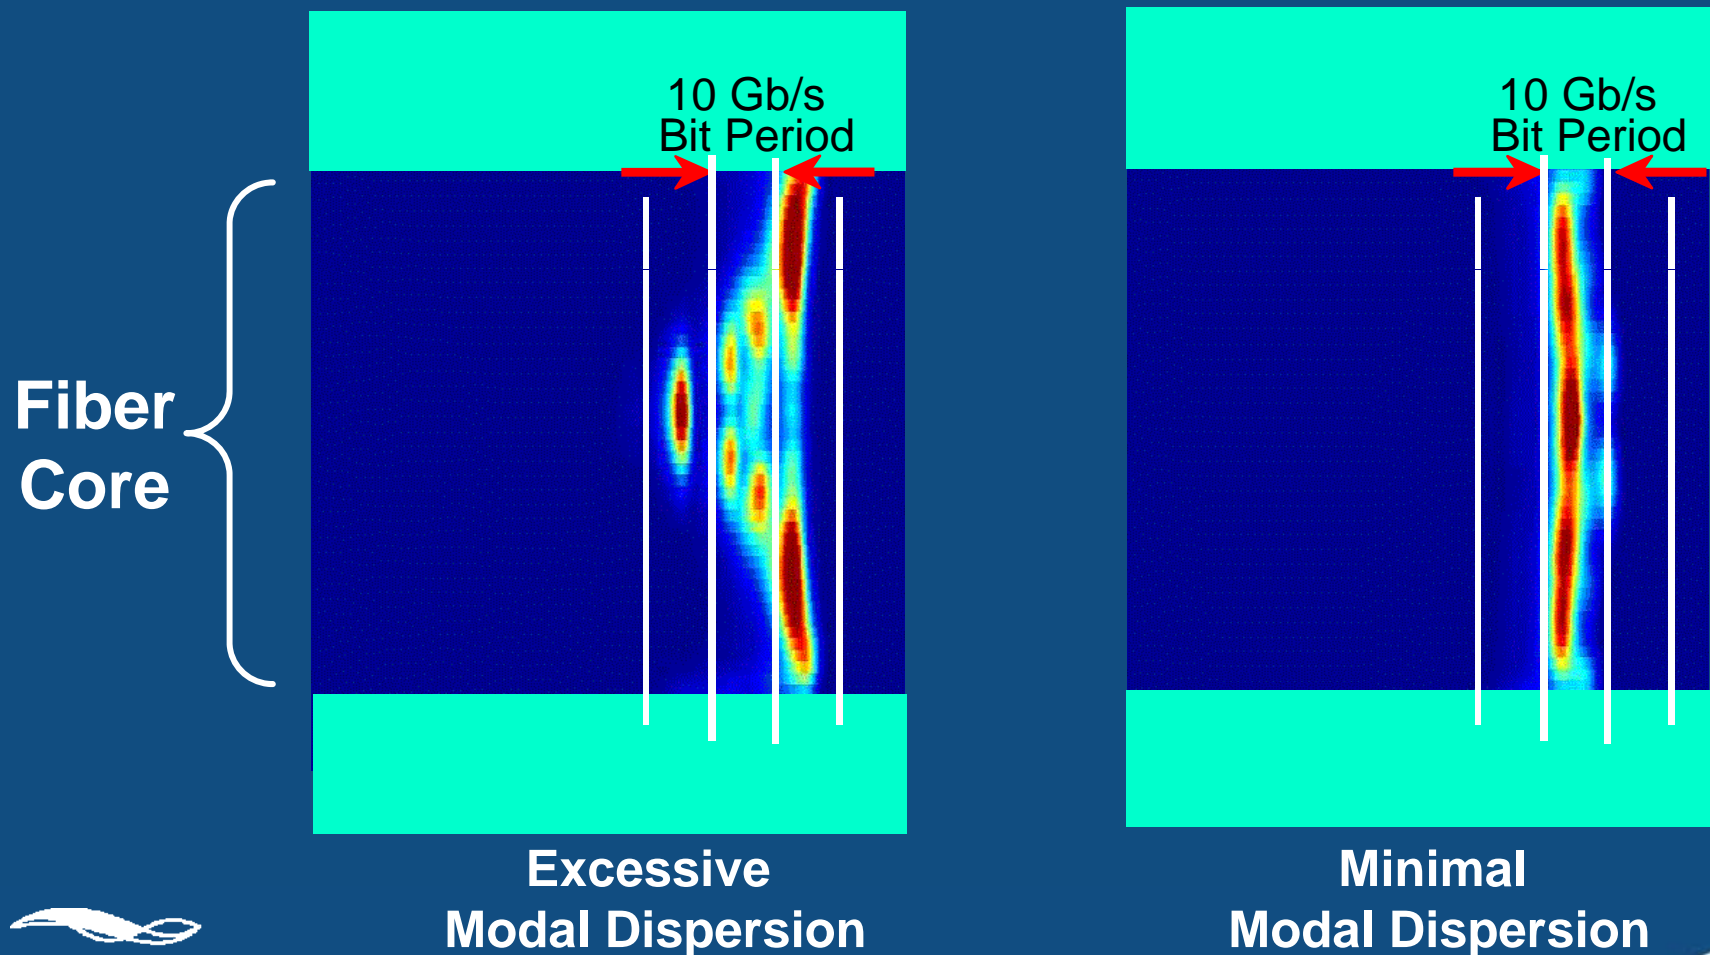 10 Gb/s
Bit Period
10 Gb/s
Bit Period
Fiber
Core
Excessive
Modal Dispersion
Minimal
Modal Dispersion